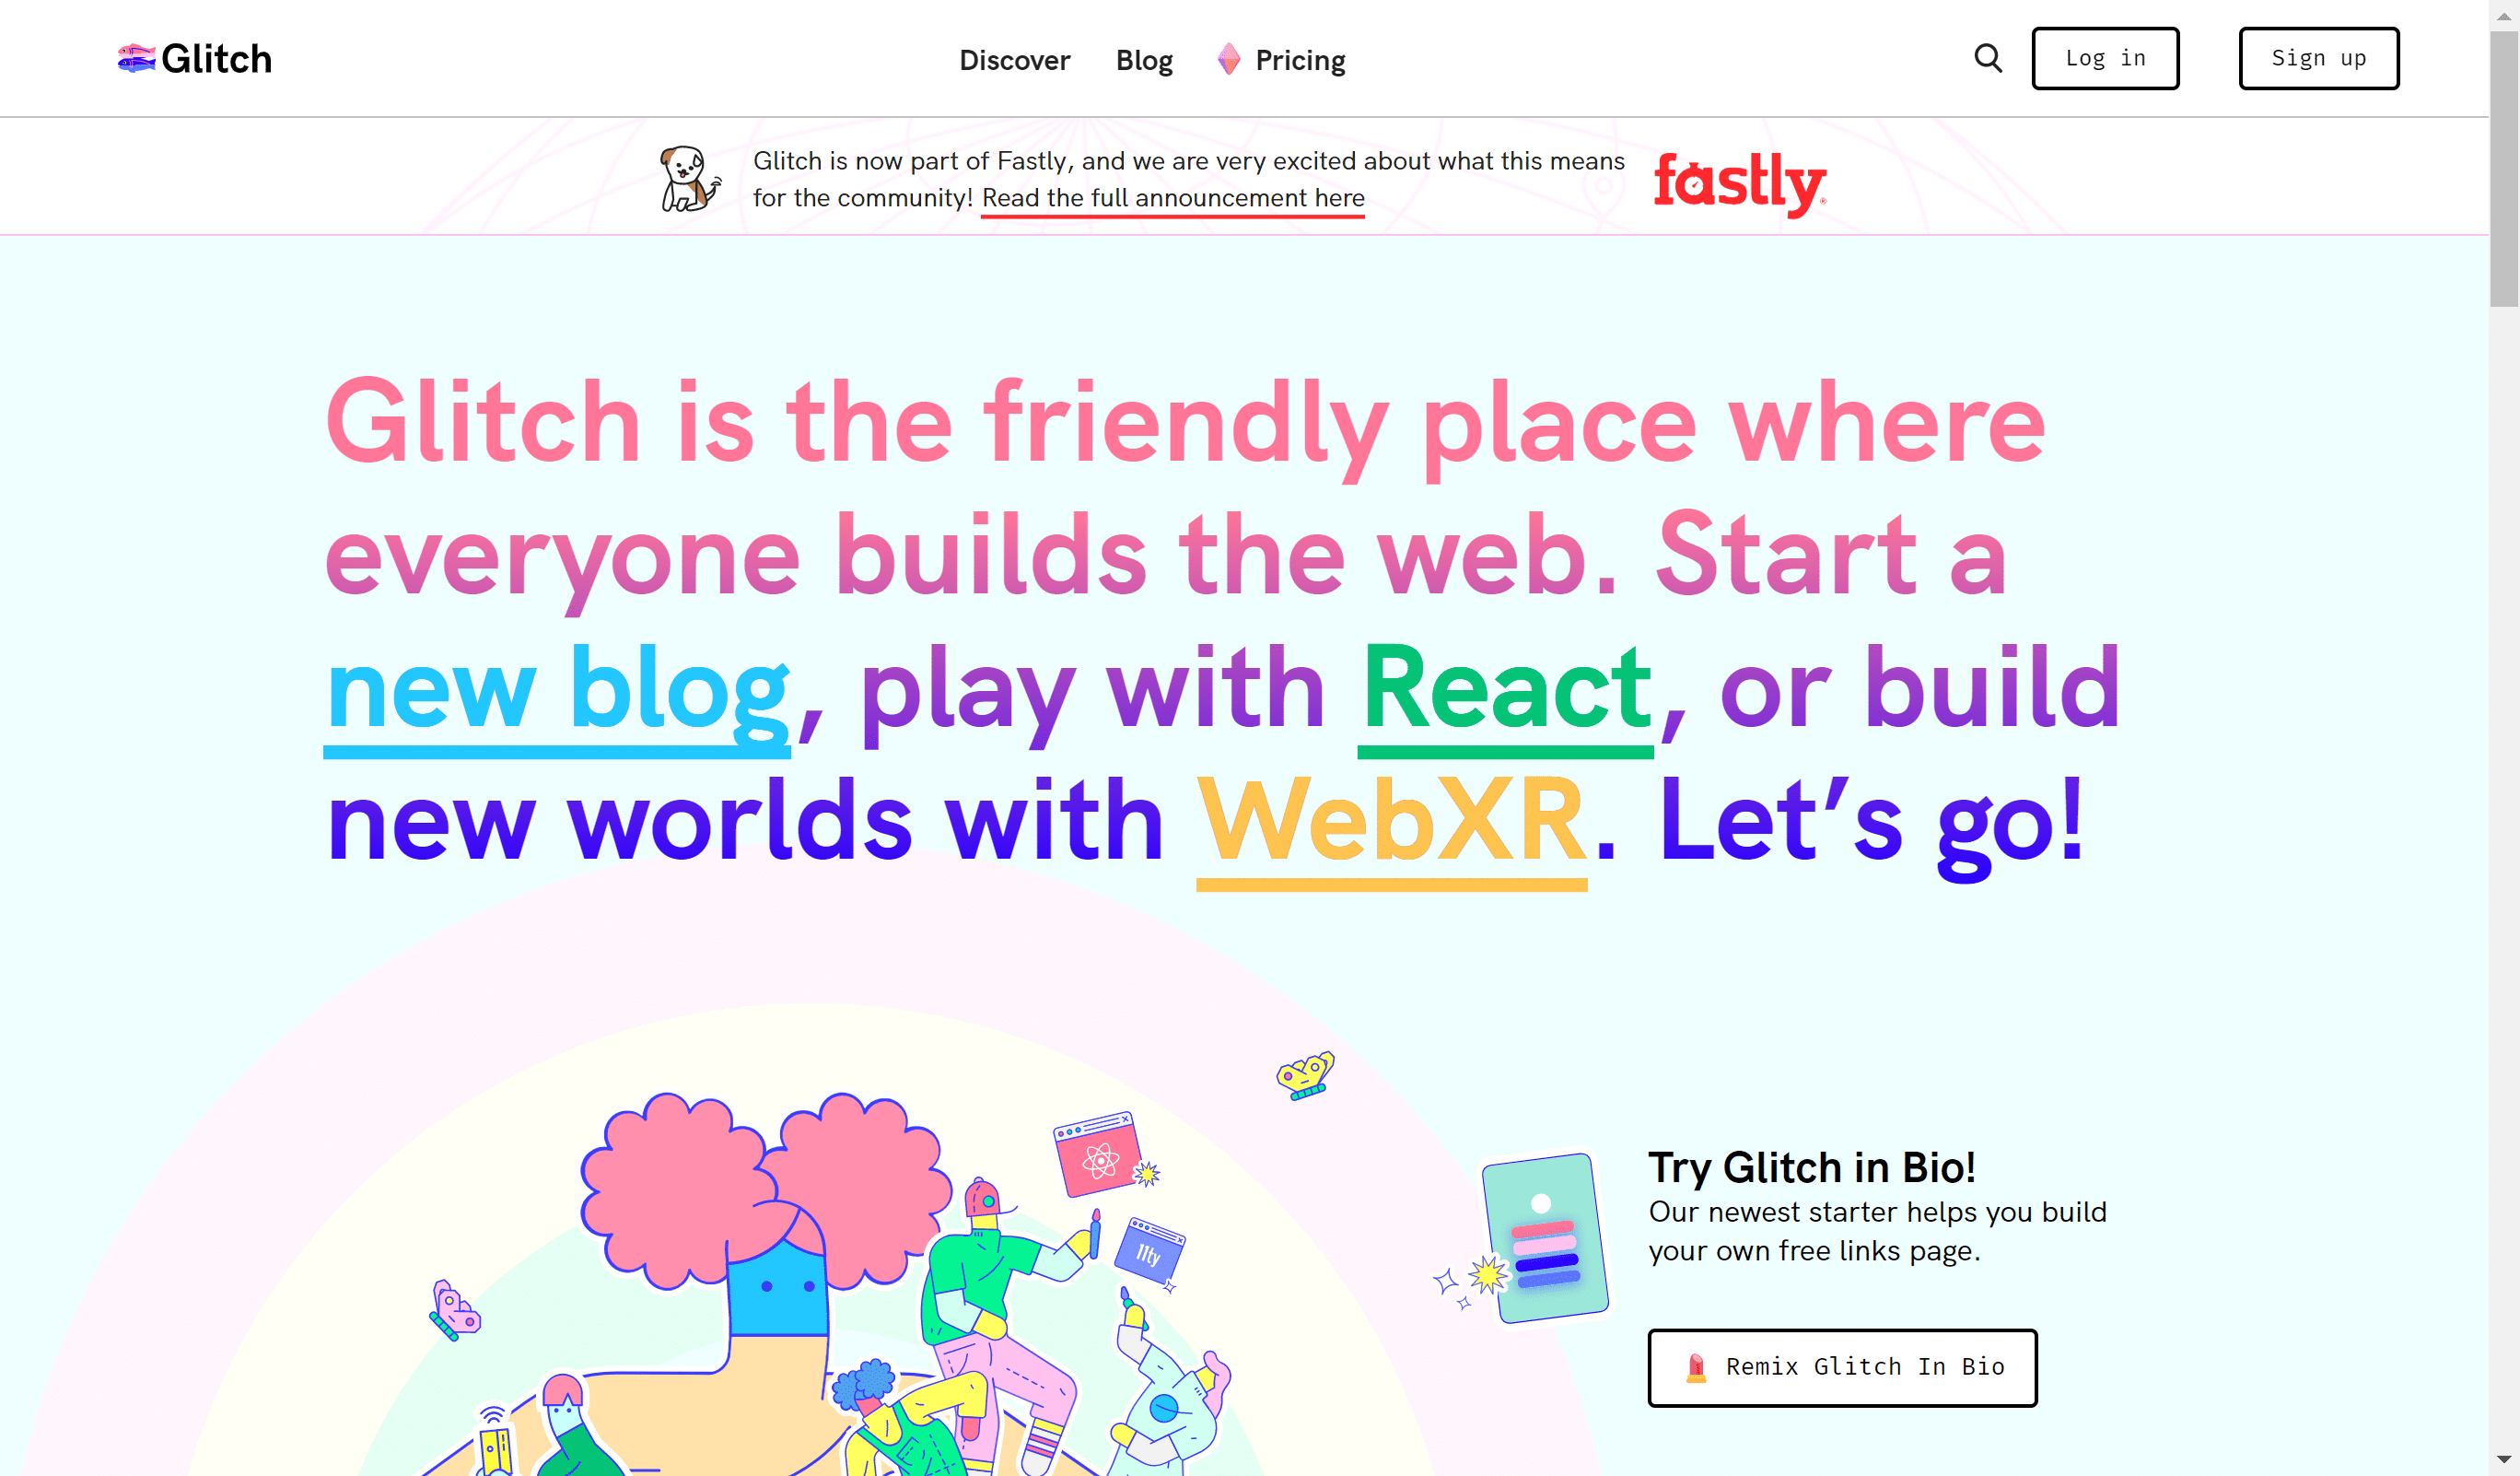 Glitch
Discover
Blog
Pricing
Log in
Sign up
Glitch is now part of Fastly, and we are very excited about what this means
for the community! Read the full announcement here
fastly
Glitch is the friendly place where
everyone builds the web. Start a
new blog, play with React, or build
new worlds with WebXR. Let’s go!
11ty
Try Glitch in Bio!
Our newest starter helps you build
your own free links page.
Remix Glitch In Bio